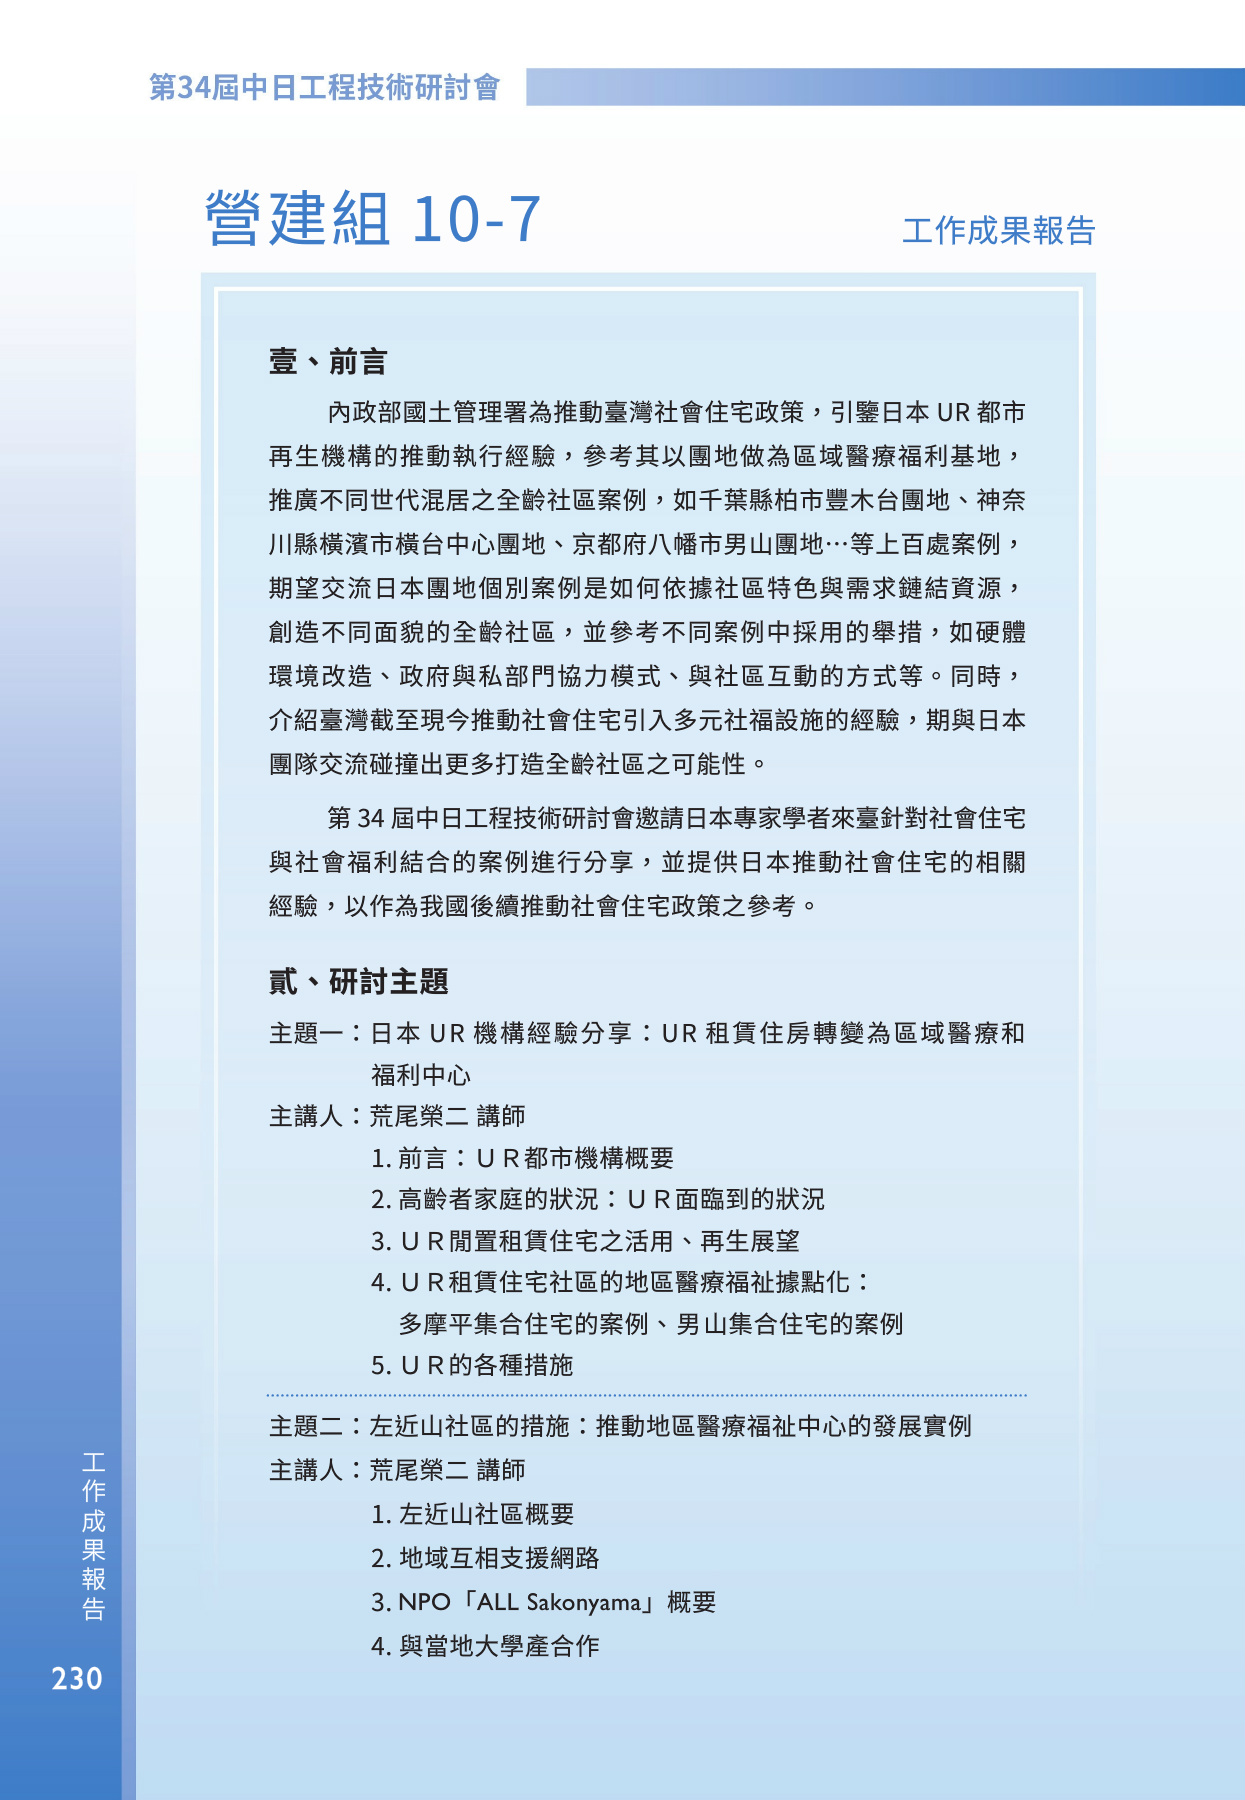 第34屆中日工程技術研討會
營建組 10-7
工作成果報告
壹、前言
內政部國土管理署為推動臺灣社會住宅政策，引鑒日本 UR 都市
再生機構的推動執行經驗，參考其以團地做為區域醫療福利基地，
推廣不同世代混居之全齡社區案例，如千葉縣柏市豐木台團地、神奈
川縣橫濱市橫台中心團地、京都府八幡市男山團地…等上百處案例，
期望交流日本團地個別案例是如何依據社區特色與需求鏈結資源，
創造不同面貌的全齡社區，並參考不同案例中採用的舉措，如硬體
環境改造、政府與私部門協力模式、與社區互動的方式等。同時，
介紹臺灣截至現今推動社會住宅引入多元社福設施的經驗，期與日本
團隊交流碰撞出更多打造全齡社區之可能性。
第 34 屆中日工程技術研討會邀請日本專家學者來臺針對社會住宅
與社會福利結合的案例進行分享，並提供日本推動社會住宅的相關
經驗，以作為我國後續推動社會住宅政策之參考。
貳、研討主題
主題一：日本 UR 機構經驗分享：UR 租賃住房轉變為區域醫療和
福利中心
主講人：荒尾榮二 講師
1. 前言：ＵＲ都市機構概要
2. 高齡者家庭的狀況：ＵＲ面臨到的狀況
3. ＵＲ閒置租賃住宅之活用、再生展望
4. ＵＲ租賃住宅社區的地區醫療福祉據點化：
多摩平集合住宅的案例、男山集合住宅的案例
5. ＵＲ的各種措施
主題二：左近山社區的措施：推動地區醫療福祉中心的發展實例
主講人：荒尾榮二 講師
1. 左近山社區概要
2. 地域互相支援網路
3. NPO「ALL Sakonyama」概要
4. 與當地大學產合作
工作成果報告
230